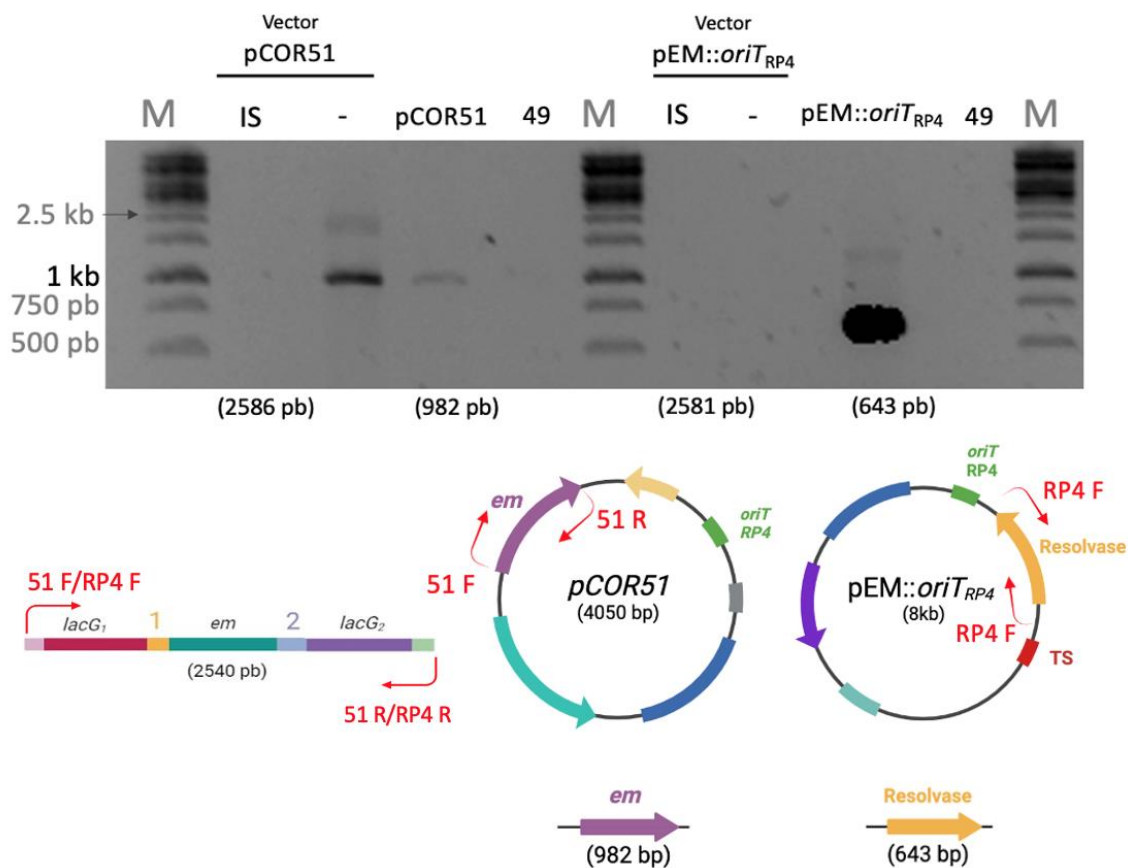 Vector
pCOR51
Vector
pEM::oriTRP4
M IS - pCOR51 49 M IS - pEM::oriTRP4 49 M
2.5 kb
1 kb
750 pb
500 pb
(2586 pb) (982 pb) (2581 pb) (643 pb)
51 F/RP4 F
lacG1 1 em 2 lacG2
(2540 pb)
51 R/RP4 R
em
51 R
51 F
oriT
RP4
pCOR51
(4050 bp)
oriT
RP4
RP4 F
Resolvase
pEM::oriTRP4
(8kb)
RP4 F
TS
em
(982 bp)
Resolvase
(643 bp)